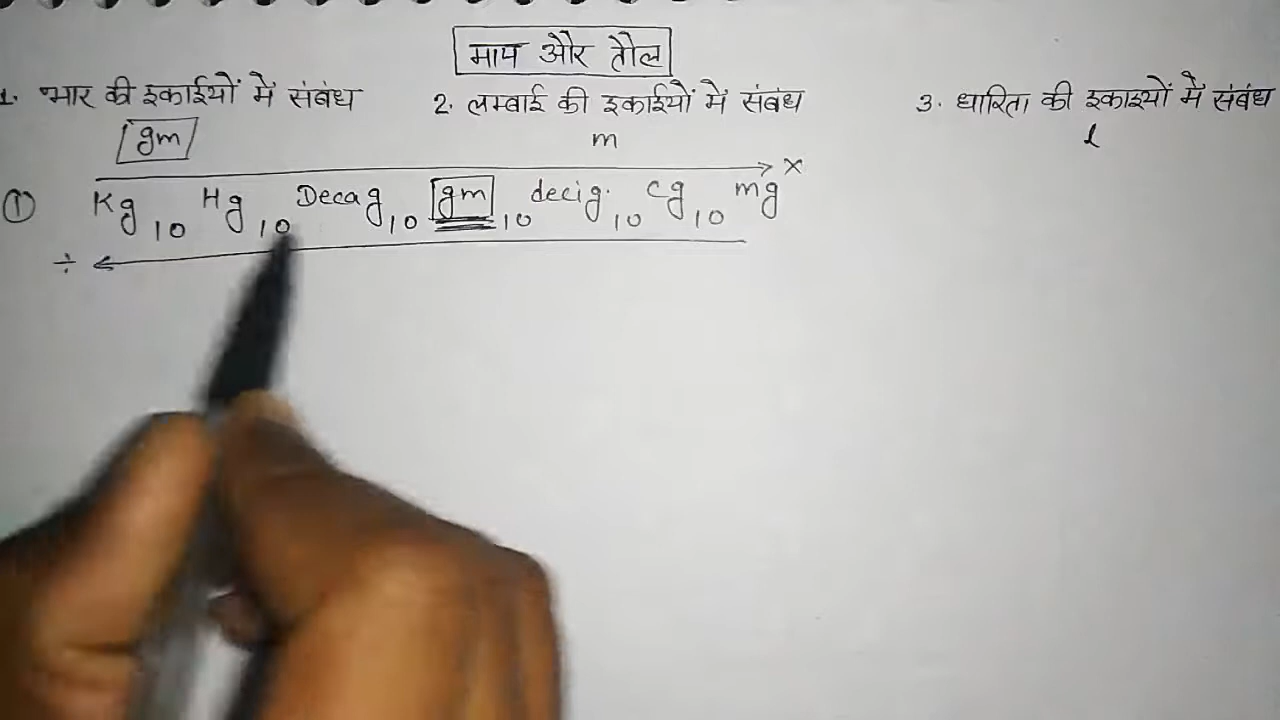 माप और तौल
1. भार की इकाईयों में संबंध 2. लम्बाई की इकाईयों में संबंध 3. धारिता की इकाइयों में संबंध
gm m l
×
① Kg 10 Hg 10 Decag 10 gm 10 decig. 10 cg 10 mg
÷